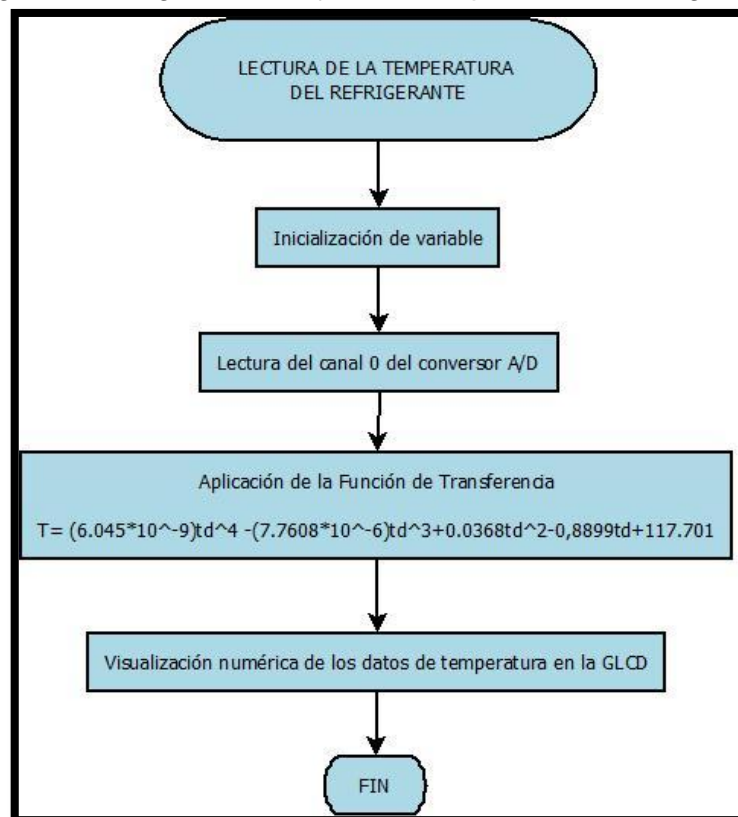 LECTURA DE LA TEMPERATURA
DEL REFRIGERANTE
Inicialización de variable
Lectura del canal 0 del conversor A/D
Aplicación de la Función de Transferencia
T= (6.045*10^-9)td^4 -(7.7608*10^-6)td^3+0.0368td^2-0,8899td+117.701
Visualización numérica de los datos de temperatura en la GLCD
FIN